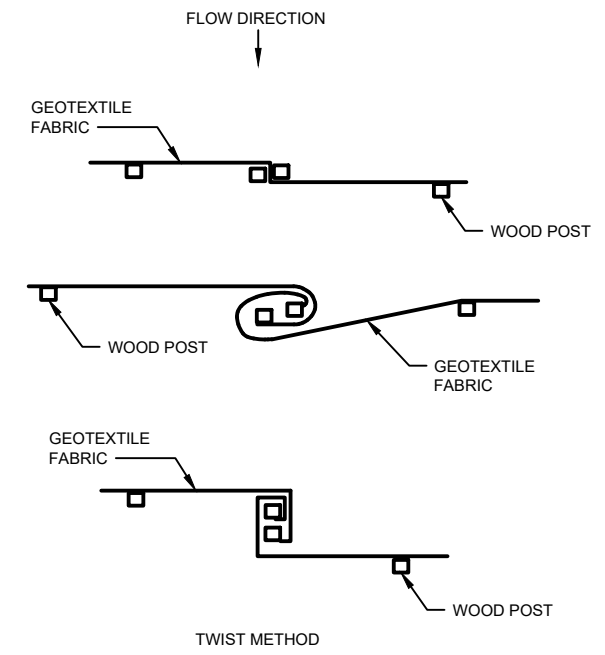 FLOW DIRECTION
GEOTEXTILE
FABRIC
WOOD POST
WOOD POST
GEOTEXTILE
FABRIC
GEOTEXTILE
FABRIC
WOOD POST
TWIST METHOD